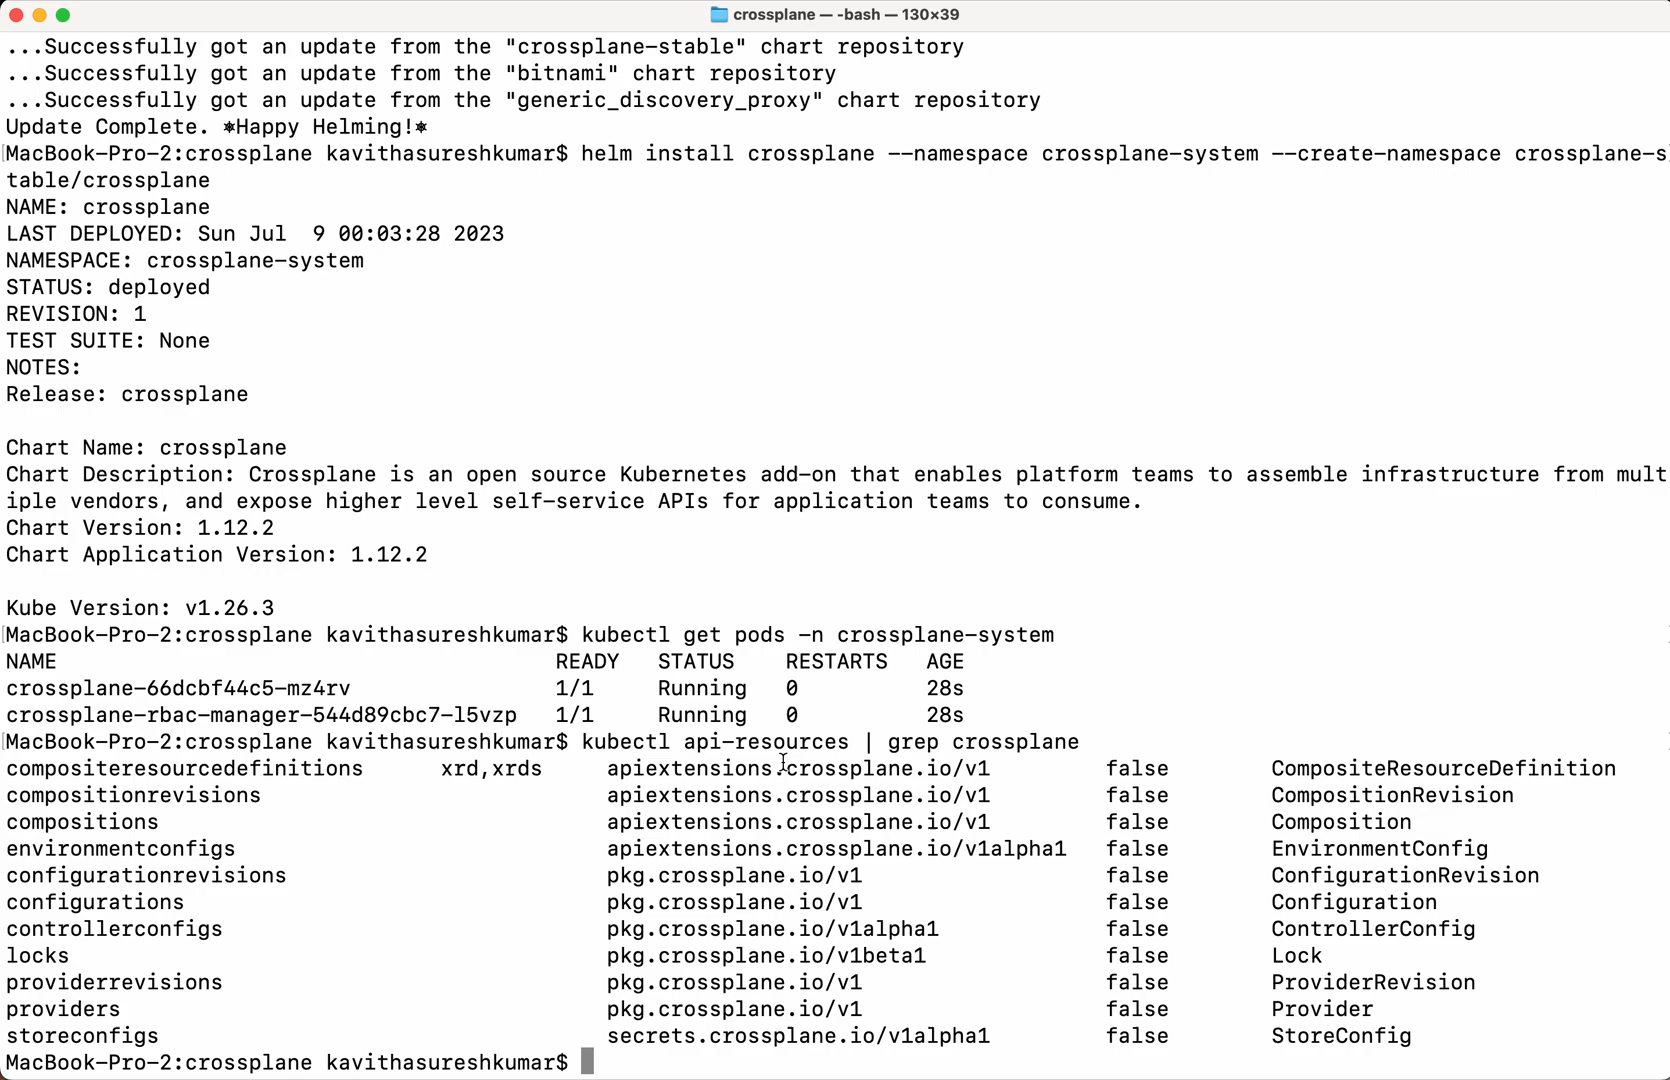 crossplane — -bash — 130×39
...Successfully got an update from the "crossplane-stable" chart repository
...Successfully got an update from the "bitnami" chart repository
...Successfully got an update from the "generic_discovery_proxy" chart repository
Update Complete. ⎈Happy Helming!⎈
MacBook-Pro-2:crossplane kavithasureshkumar$ helm install crossplane --namespace crossplane-system --create-namespace crossplane-s
table/crossplane
NAME: crossplane
LAST DEPLOYED: Sun Jul  9 00:03:28 2023
NAMESPACE: crossplane-system
STATUS: deployed
REVISION: 1
TEST SUITE: None
NOTES:
Release: crossplane
Chart Name: crossplane
Chart Description: Crossplane is an open source Kubernetes add-on that enables platform teams to assemble infrastructure from mult
iple vendors, and expose higher level self-service APIs for application teams to consume.
Chart Version: 1.12.2
Chart Application Version: 1.12.2
Kube Version: v1.26.3
MacBook-Pro-2:crossplane kavithasureshkumar$ kubectl get pods -n crossplane-system
NAME READY STATUS RESTARTS AGE
crossplane-66dcbf44c5-mz4rv 1/1 Running 0 28s
crossplane-rbac-manager-544d89cbc7-l5vzp 1/1 Running 0 28s
MacBook-Pro-2:crossplane kavithasureshkumar$ kubectl api-resources | grep crossplane
compositeresourcedefinitions xrd,xrds apiextensions.crossplane.io/v1 false CompositeResourceDefinition
compositionrevisions apiextensions.crossplane.io/v1 false CompositionRevision
compositions apiextensions.crossplane.io/v1 false Composition
environmentconfigs apiextensions.crossplane.io/v1alpha1 false EnvironmentConfig
configurationrevisions pkg.crossplane.io/v1 false ConfigurationRevision
configurations pkg.crossplane.io/v1 false Configuration
controllerconfigs pkg.crossplane.io/v1alpha1 false ControllerConfig
locks pkg.crossplane.io/v1beta1 false Lock
providerrevisions pkg.crossplane.io/v1 false ProviderRevision
providers pkg.crossplane.io/v1 false Provider
storeconfigs secrets.crossplane.io/v1alpha1 false StoreConfig
MacBook-Pro-2:crossplane kavithasureshkumar$